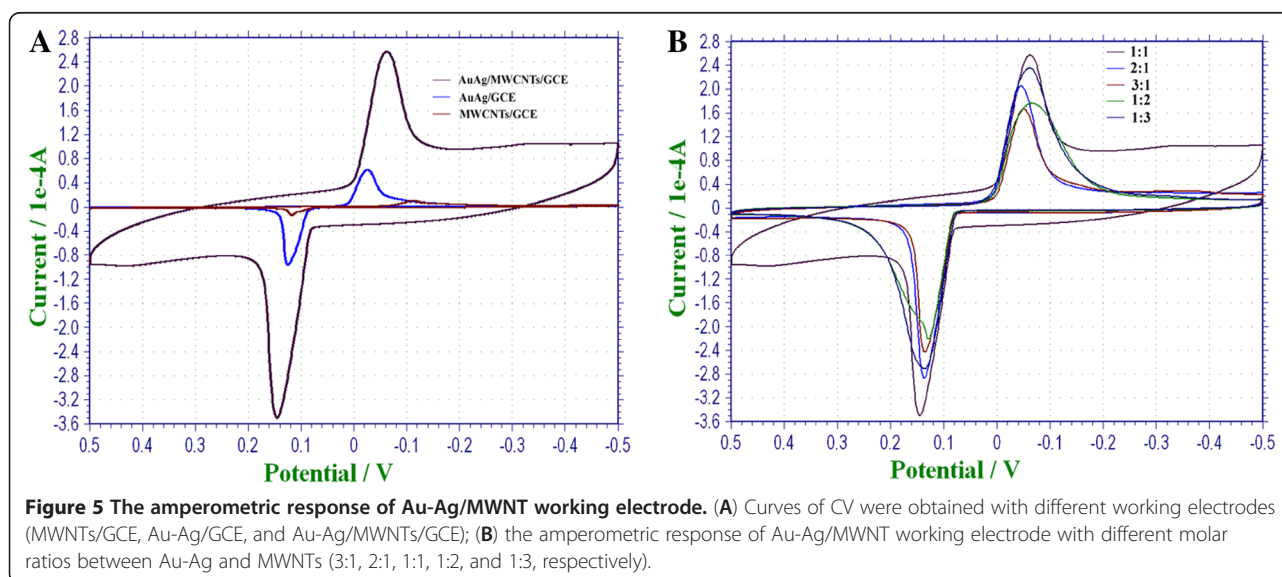 A
2.8
2.4
2.0
1.6
1.2
0.8
0.4
0
-0.4
-0.8
-1.2
-1.6
-2.0
-2.4
-2.8
-3.2
-3.6
Current / 1e-4A
AuAg/MWCNTs/GCE
AuAg/GCE
MWCNTs/GCE
0.5 0.4 0.3 0.2 0.1 0 -0.1 -0.2 -0.3 -0.4 -0.5
Potential / V
B
2.8
2.4
2.0
1.6
1.2
0.8
0.4
0
-0.4
-0.8
-1.2
-1.6
-2.0
-2.4
-2.8
-3.2
-3.6
Current / 1e-4A
1:1
2:1
3:1
1:2
1:3
0.5 0.4 0.3 0.2 0.1 0 -0.1 -0.2 -0.3 -0.4 -0.5
Potential / V
Figure 5 The amperometric response of Au-Ag/MWNT working electrode. (A) Curves of CV were obtained with different working electrodes
(MWNTs/GCE, Au-Ag/GCE, and Au-Ag/MWNTs/GCE); (B) the amperometric response of Au-Ag/MWNT working electrode with different molar
ratios between Au-Ag and MWNTs (3:1, 2:1, 1:1, 1:2, and 1:3, respectively).